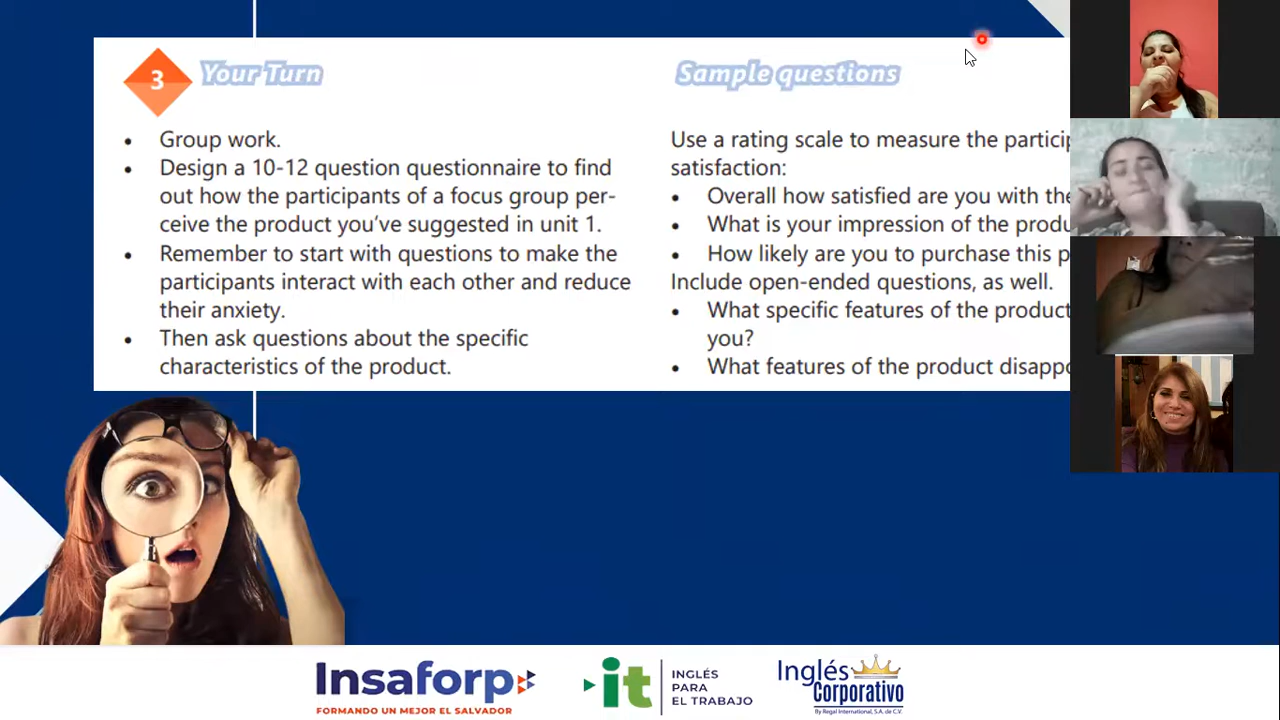 3
Your Turn
• Group work.
• Design a 10-12 question questionnaire to find
out how the participants of a focus group per-
ceive the product you've suggested in unit 1.
• Remember to start with questions to make the
participants interact with each other and reduce
their anxiety.
• Then ask questions about the specific
characteristics of the product.
Sample questions
Use a rating scale to measure the
satisfaction:
• Overall how satisfied are you with the
• What is your impression of the
• How likely are you to purchase this
Include open-ended questions, as well.
• What specific features of the product
you?
• What features of the product
Insaforp
FORMANDO UN MEJOR EL SALVADOR
it
INGLÉS
PARA
EL TRABAJO
Inglés
Corporativo
By Regal International, S.A. de C.V.